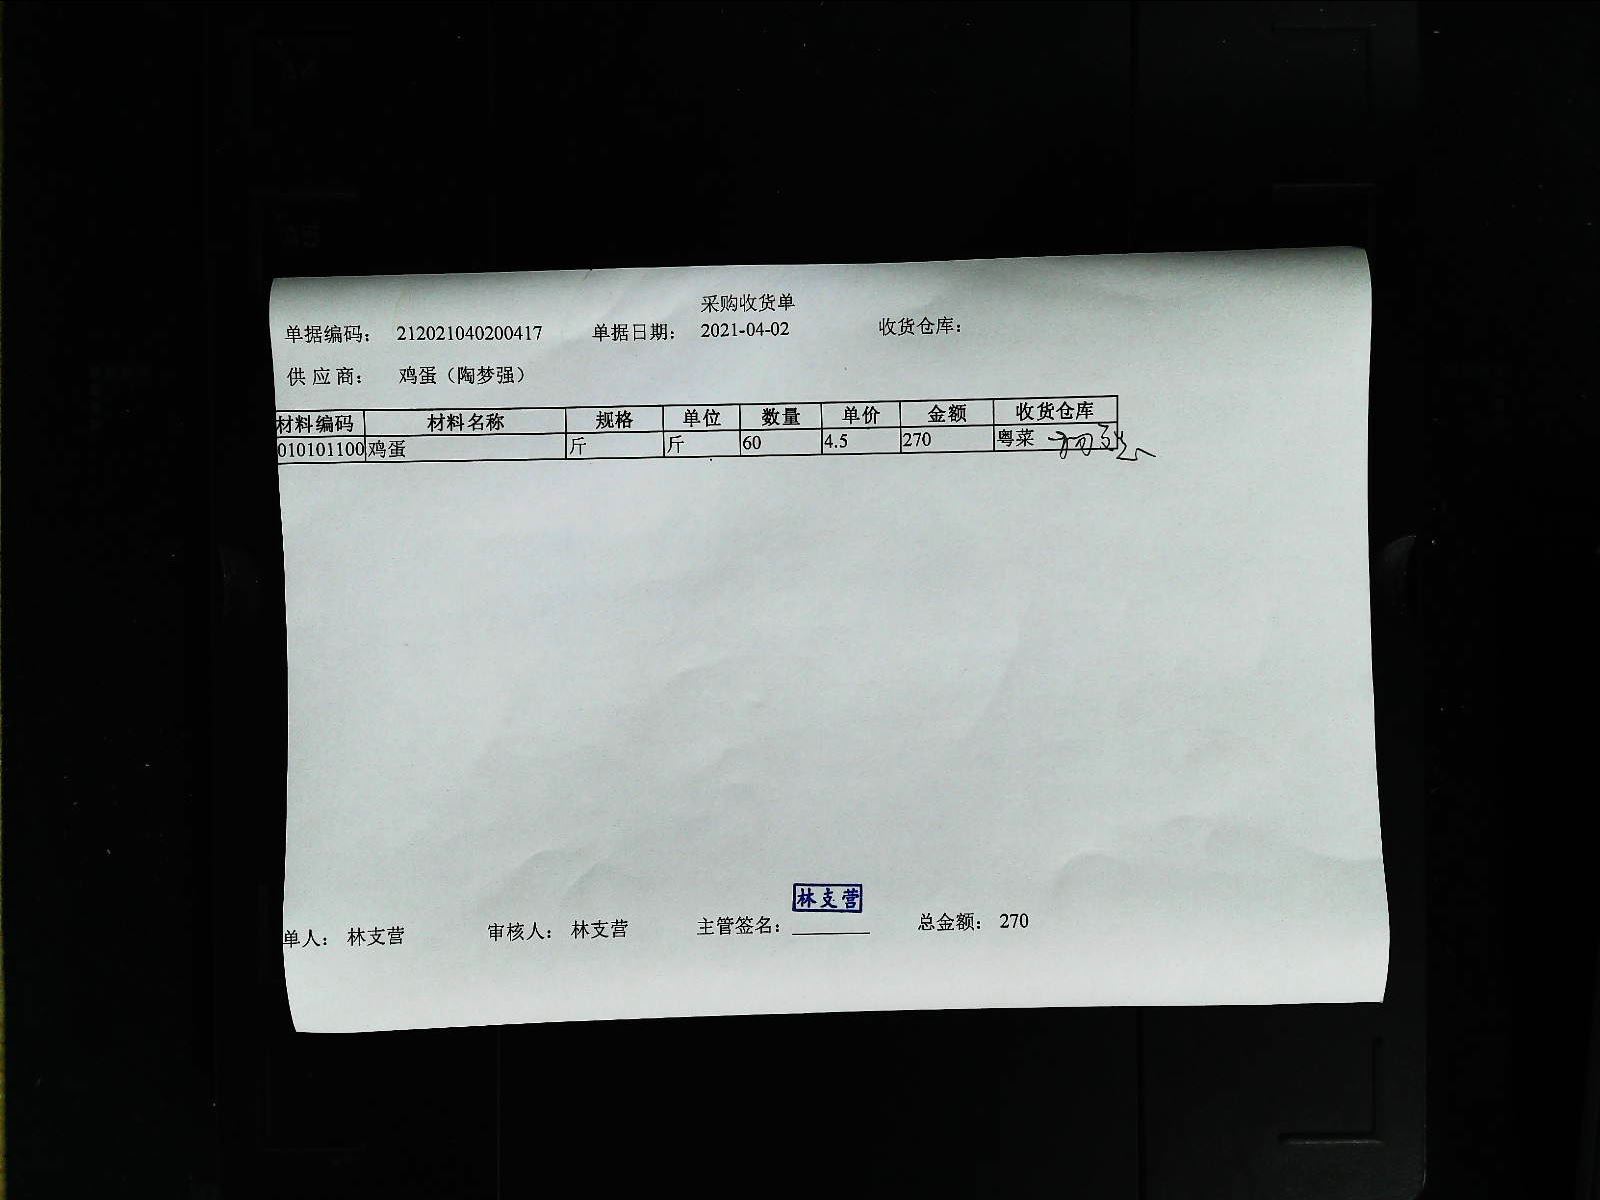 采购收货单
单据编码： 212021040200417 单据日期： 2021-04-02 收货仓库：
供 应 商： 鸡蛋（陶梦强）
材料编码 材料名称 规格 单位 数量 单价 金额 收货仓库
010101100 鸡蛋 斤 斤 60 4.5 270 粤菜
林支营
单人： 林支营 审核人： 林支营 主管签名： 总金额： 270